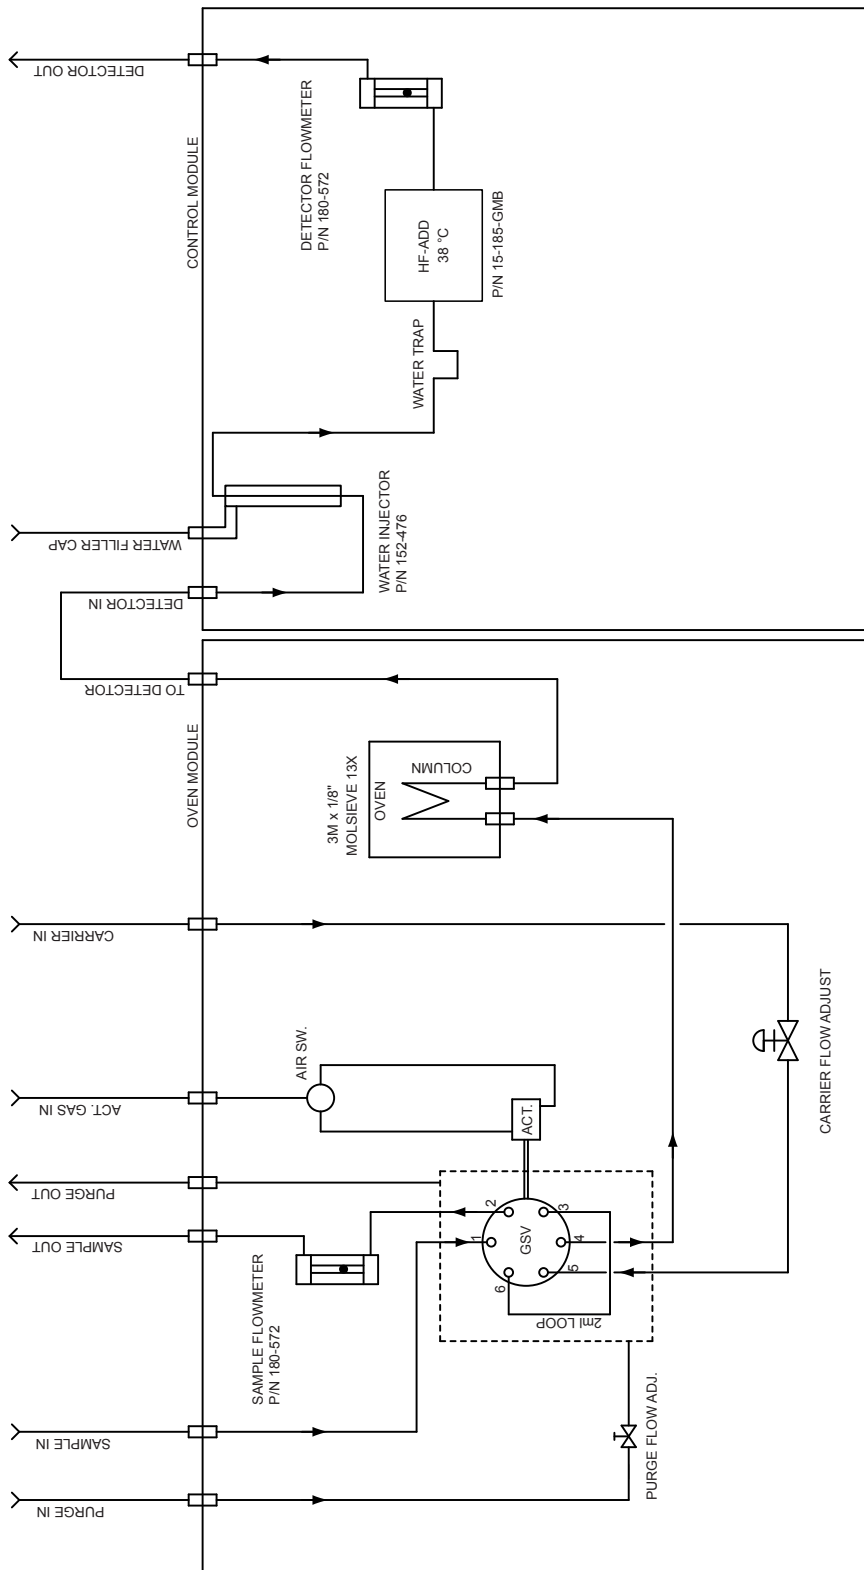 DETECTOR OUT
CONTROL MODULE
DETECTOR FLOWMETER
P/N 180-572
HF-ADD
38 °C
P/N 15-185-GMB
WATER TRAP
WATER INJECTOR
P/N 152-476
WATER FILLER CAP
DETECTOR IN
TO DETECTOR
OVEN MODULE
3M x 1/8"
MOLSIEVE 13X
OVEN
COLUMN
CARRIER IN
CARRIER FLOW ADJUST
AIR SW.
ACT. GAS IN
ACT.
PURGE OUT
SAMPLE OUT
SAMPLE FLOWMETER
P/N 180-572
GSV
1
2
3
4
5
6
2ml LOOP
SAMPLE IN
PURGE IN
PURGE FLOW ADJ.